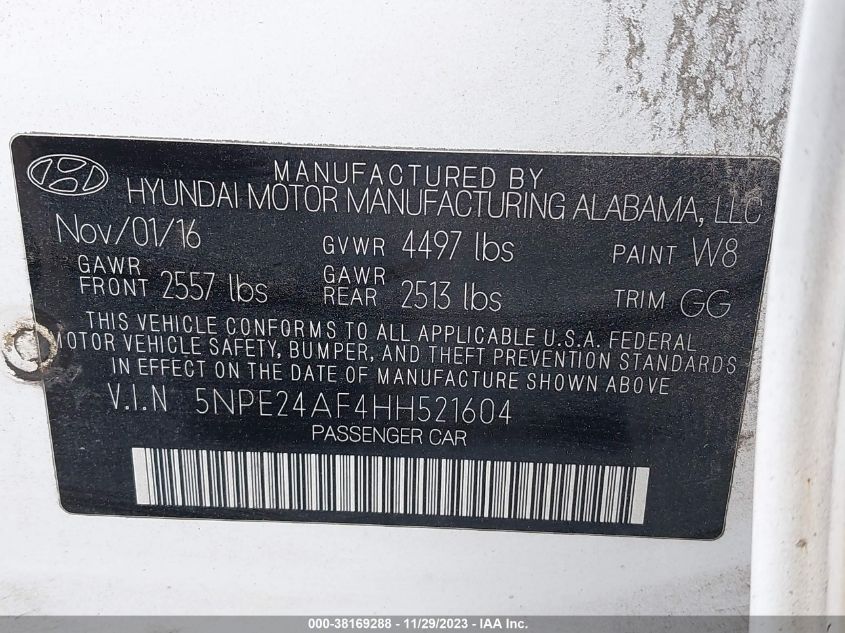 MANUFACTURED BY
HYUNDAI MOTOR MANUFACTURING ALABAMA, LLC
Nov/01/16 GVWR 4497 lbs PAINT W8
GAWR FRONT 2557 lbs GAWR REAR 2513 lbs TRIM GG
THIS VEHICLE CONFORMS TO ALL APPLICABLE U.S.A. FEDERAL
MOTOR VEHICLE SAFETY, BUMPER, AND THEFT PREVENTION STANDARDS
IN EFFECT ON THE DATE OF MANUFACTURE SHOWN ABOVE
V.I.N 5NPE24AF4HH521604
PASSENGER CAR
000-38169288 - 11/29/2023 - IAA Inc.